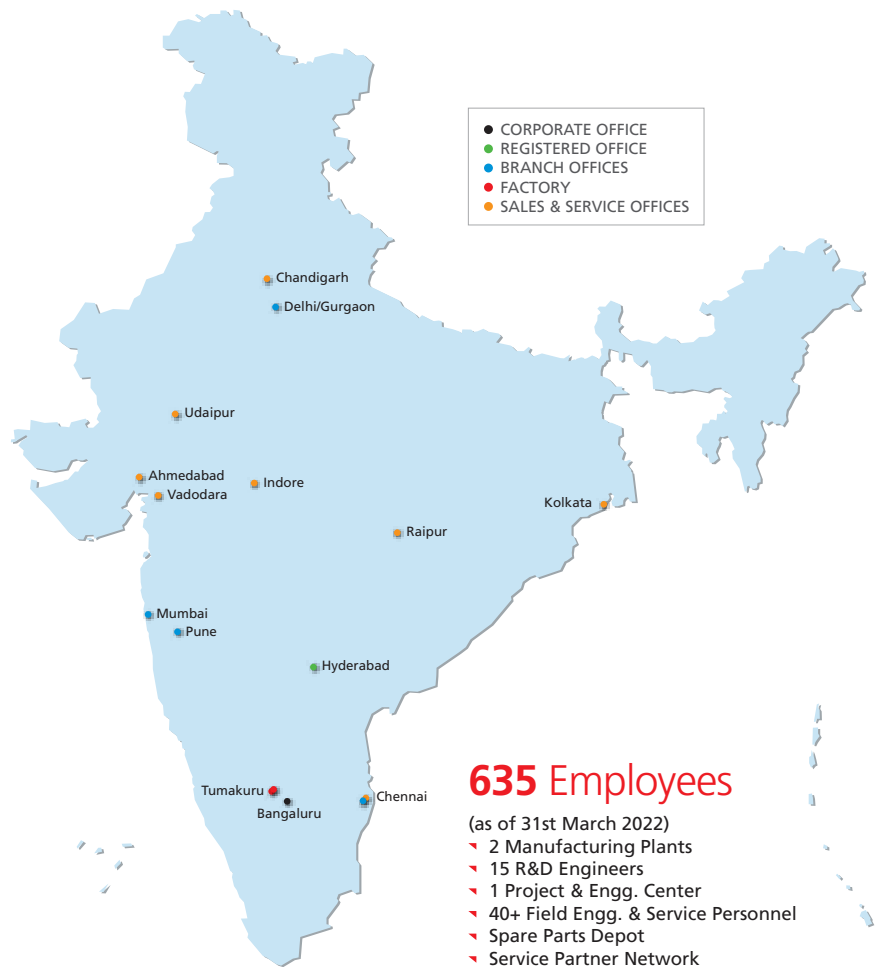 CORPORATE OFFICE
REGISTERED OFFICE
BRANCH OFFICES
FACTORY
SALES & SERVICE OFFICES
Chandigarh
Delhi/Gurgaon
Udaipur
Ahmedabad
Indore
Vadodara
Kolkata
Raipur
Mumbai
Pune
Hyderabad
Tumakuru
Bangaluru
Chennai
635 Employees
(as of 31st March 2022)
2 Manufacturing Plants
15 R&D Engineers
1 Project & Engg. Center
40+ Field Engg. & Service Personnel
Spare Parts Depot
Service Partner Network